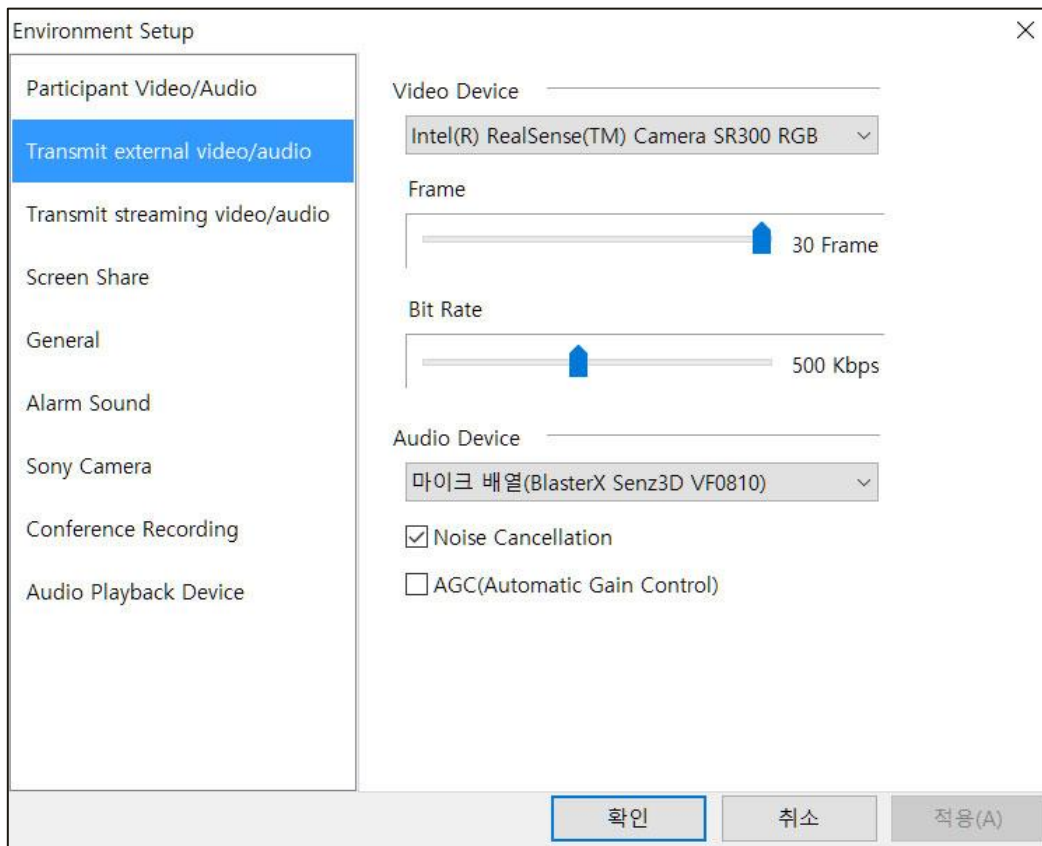 Environment Setup
Participant Video/Audio
Transmit external video/audio
Transmit streaming video/audio
Screen Share
General
Alarm Sound
Sony Camera
Conference Recording
Audio Playback Device
Video Device
Intel(R) RealSense(TM) Camera SR300 RGB
Frame
30 Frame
Bit Rate
500 Kbps
Audio Device
마이크 배열(BlasterX Senz3D VF0810)
Noise Cancellation
AGC(Automatic Gain Control)
확인
취소
적용(A)